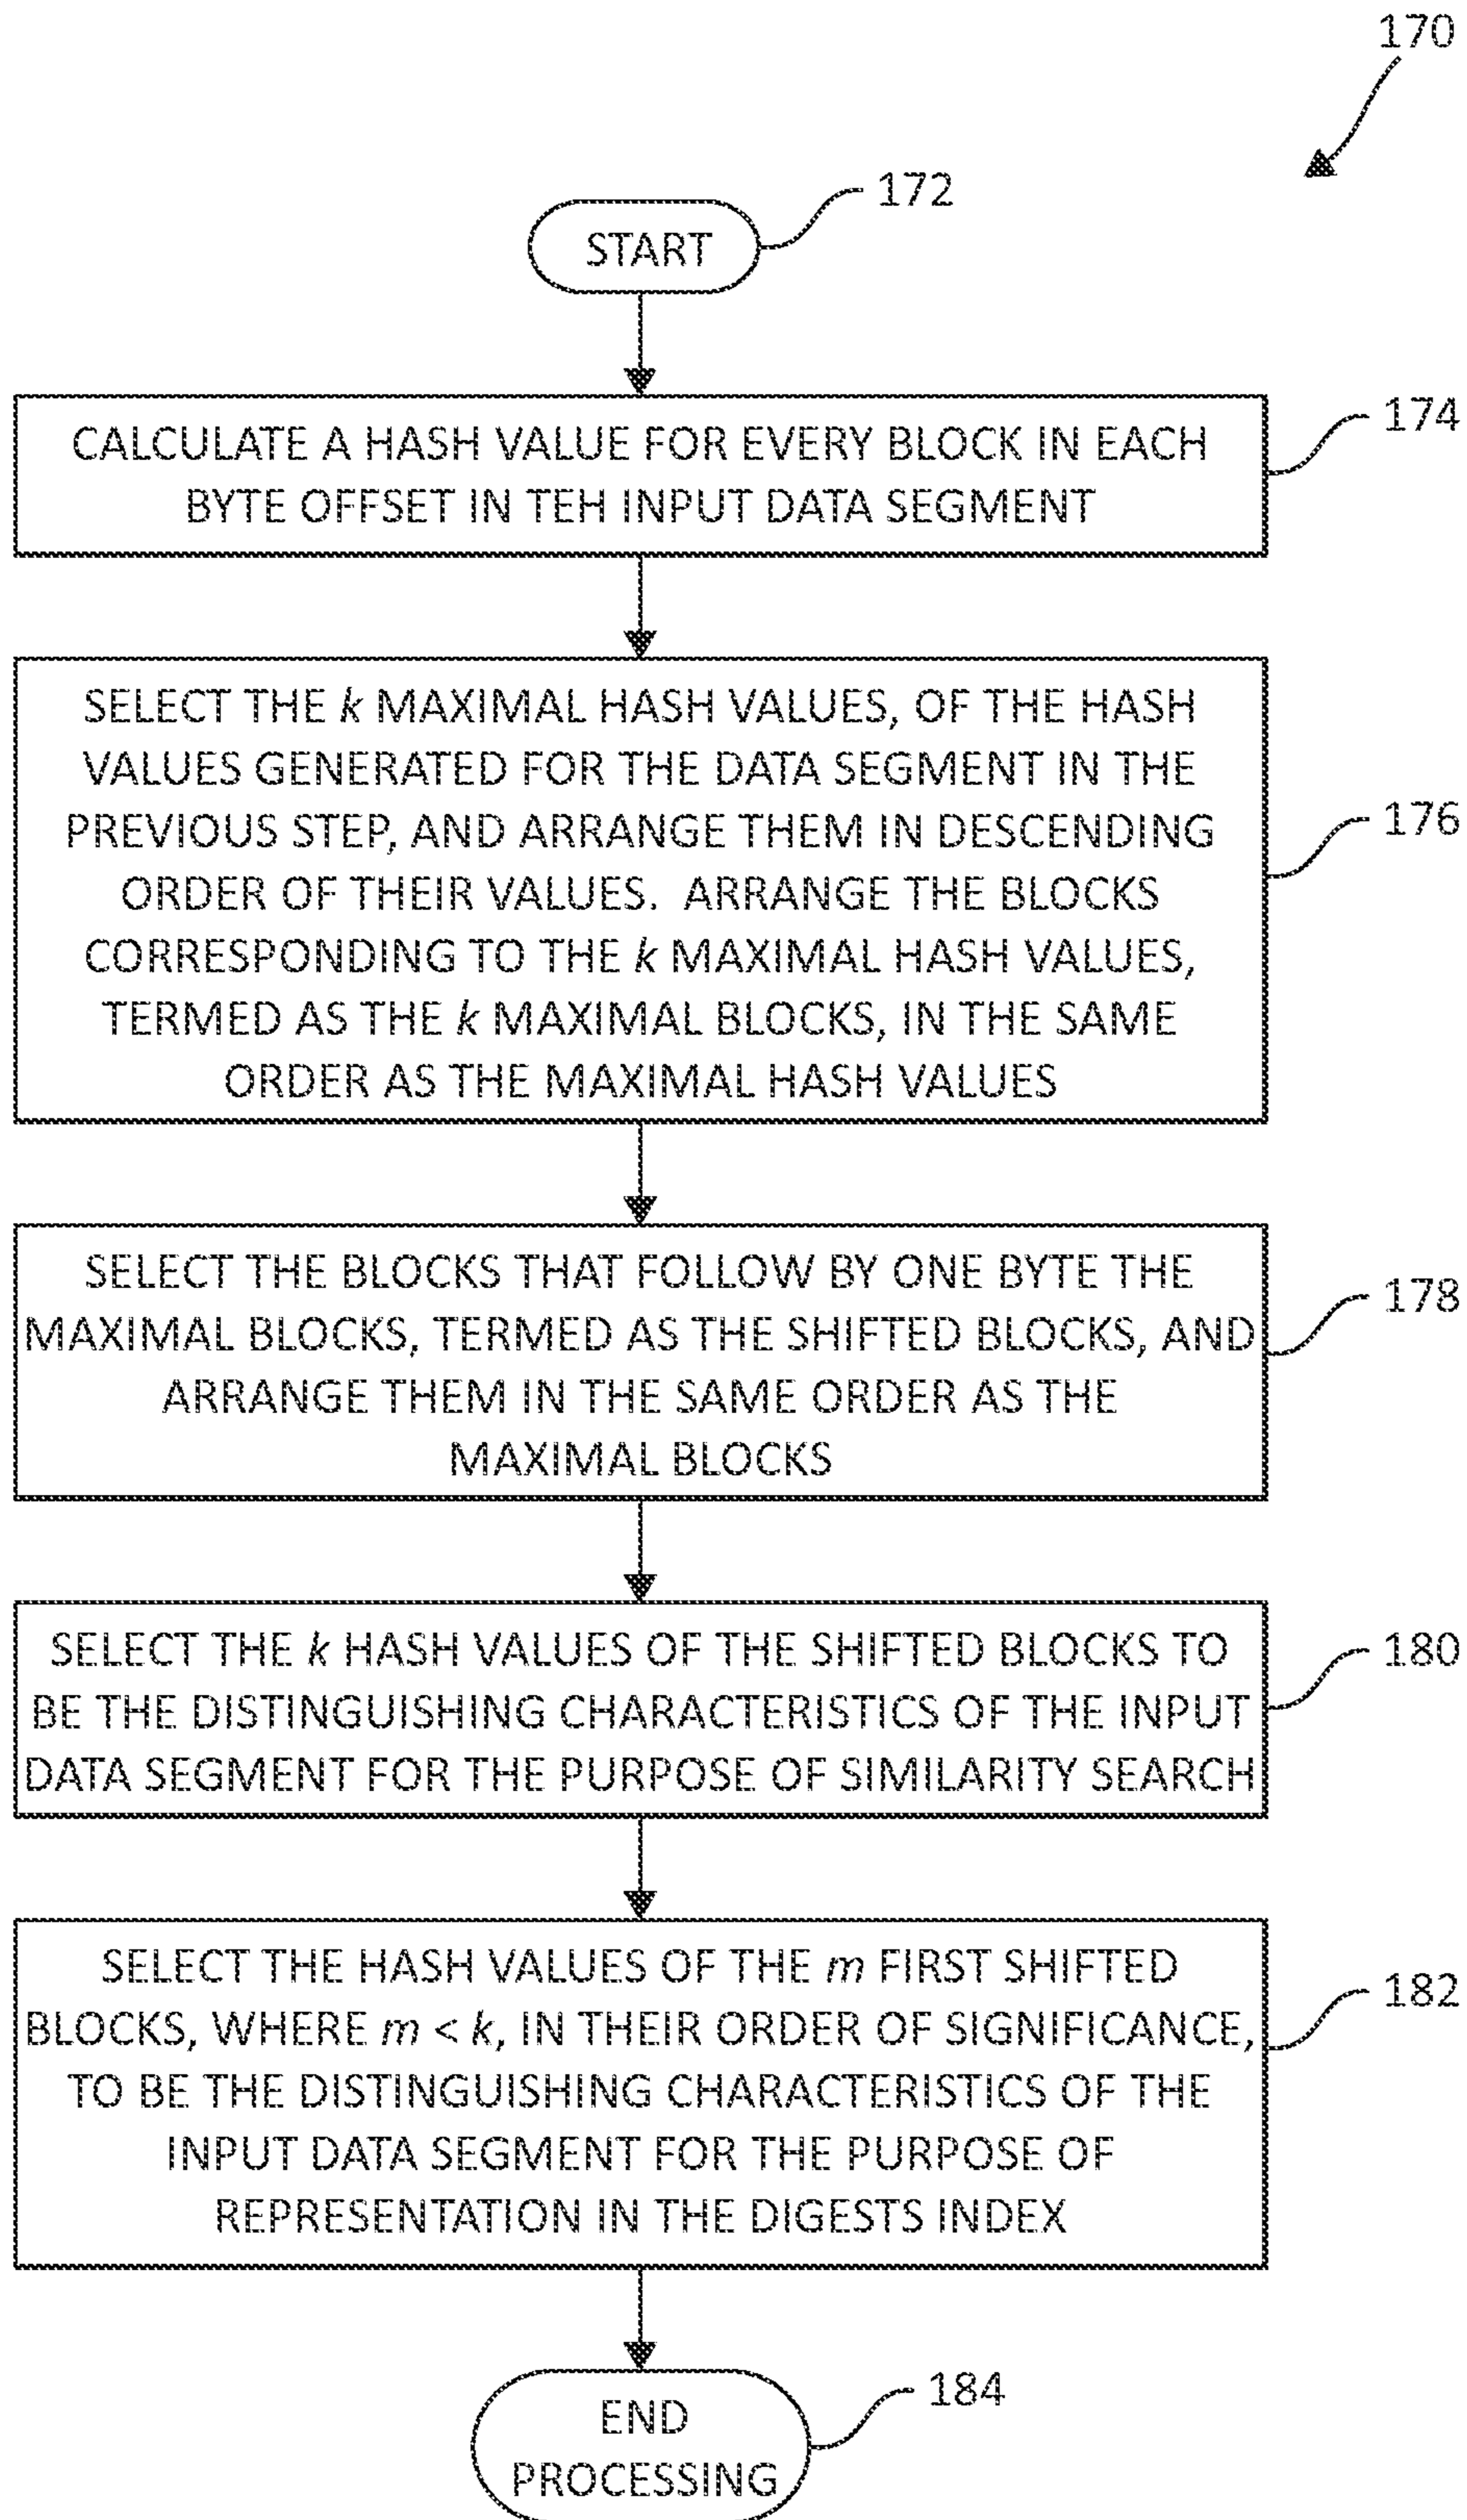 170
172
START
174
CALCULATE A HASH VALUE FOR EVERY BLOCK IN EACH
BYTE OFFSET IN TEH INPUT DATA SEGMENT
SELECT THE k MAXIMAL HASH VALUES, OF THE HASH
VALUES GENERATED FOR THE DATA SEGMENT IN THE
PREVIOUS STEP, AND ARRANGE THEM IN DESCENDING
ORDER OF THEIR VALUES. ARRANGE THE BLOCKS
CORRESPONDING TO THE k MAXIMAL HASH VALUES,
TERMED AS THE k MAXIMAL BLOCKS, IN THE SAME
ORDER AS THE MAXIMAL HASH VALUES
176
SELECT THE BLOCKS THAT FOLLOW BY ONE BYTE THE
MAXIMAL BLOCKS, TERMED AS THE SHIFTED BLOCKS, AND
ARRANGE THEM IN THE SAME ORDER AS THE
MAXIMAL BLOCKS
178
SELECT THE k HASH VALUES OF THE SHIFTED BLOCKS TO
BE THE DISTINGUISHING CHARACTERISTICS OF THE INPUT
DATA SEGMENT FOR THE PURPOSE OF SIMILARITY SEARCH
180
SELECT THE HASH VALUES OF THE m FIRST SHIFTED
BLOCKS, WHERE m < k, IN THEIR ORDER OF SIGNIFICANCE,
TO BE THE DISTINGUISHING CHARACTERISTICS OF THE
INPUT DATA SEGMENT FOR THE PURPOSE OF
REPRESENTATION IN THE DIGESTS INDEX
182
END
PROCESSING
184